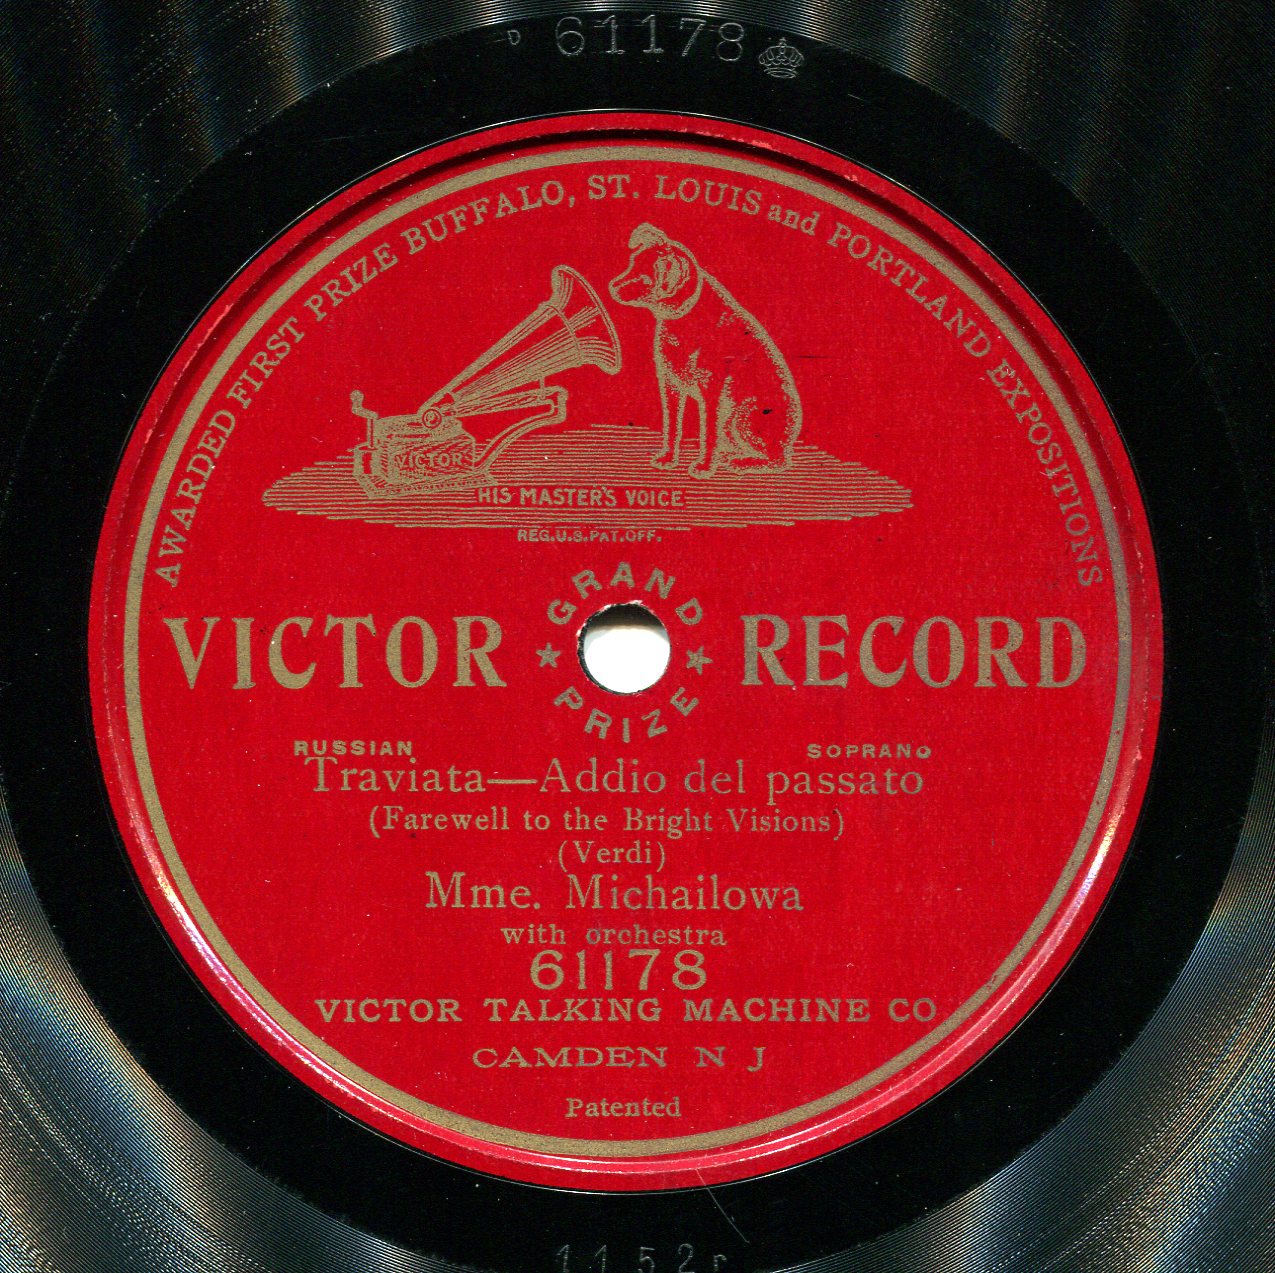 D 61178
AWARDED FIRST PRIZE BUFFALO, ST. LOUIS and PORTLAND EXPOSITIONS
VICTOR
HIS MASTER'S VOICE
REG.U.S.PAT.OFF.
GRAND PRIZE
VICTOR RECORD
RUSSIAN SOPRANO
Traviata—Addio del passato
(Farewell to the Bright Visions)
(Verdi)
Mme. Michailowa
with orchestra
61178
VICTOR TALKING MACHINE CO
CAMDEN N J
Patented
1152r